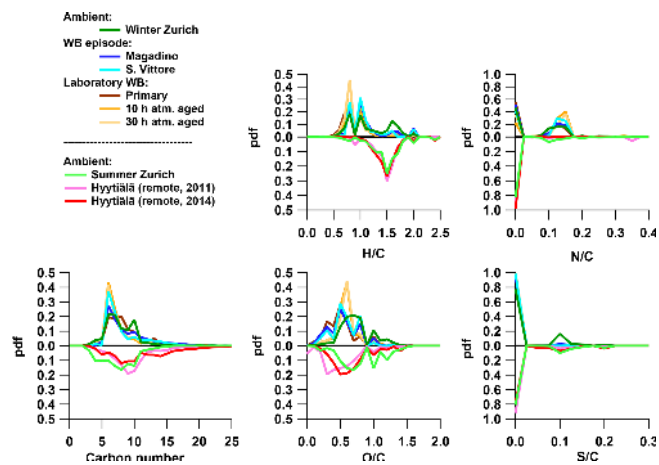 Ambient:
Winter Zurich
WB episode:
Magadino
S. Vittore
Laboratory WB:
Primary
10 h atm. aged
30 h atm. aged
Ambient:
Summer Zurich
Hyytiälä (remote, 2011)
Hyytiälä (remote, 2014)
pdf
0.5
0.4
0.3
0.2
0.1
0.0
0.1
0.2
0.3
0.4
0.5
0.0 0.5 1.0 1.5 2.0 2.5
H/C
pdf
1.0
0.8
0.6
0.4
0.2
0.0
0.2
0.4
0.6
0.8
1.0
0.0 0.1 0.2 0.3 0.4
N/C
pdf
0.5
0.4
0.3
0.2
0.1
0.0
0.1
0.2
0.3
0.4
0.5
0 5 10 15 20 25
Carbon number
pdf
0.5
0.4
0.3
0.2
0.1
0.0
0.1
0.2
0.3
0.4
0.5
0.0 0.5 1.0 1.5 2.0
O/C
pdf
1.0
0.8
0.6
0.4
0.2
0.0
0.2
0.4
0.6
0.8
1.0
0.0 0.1 0.2 0.3
S/C